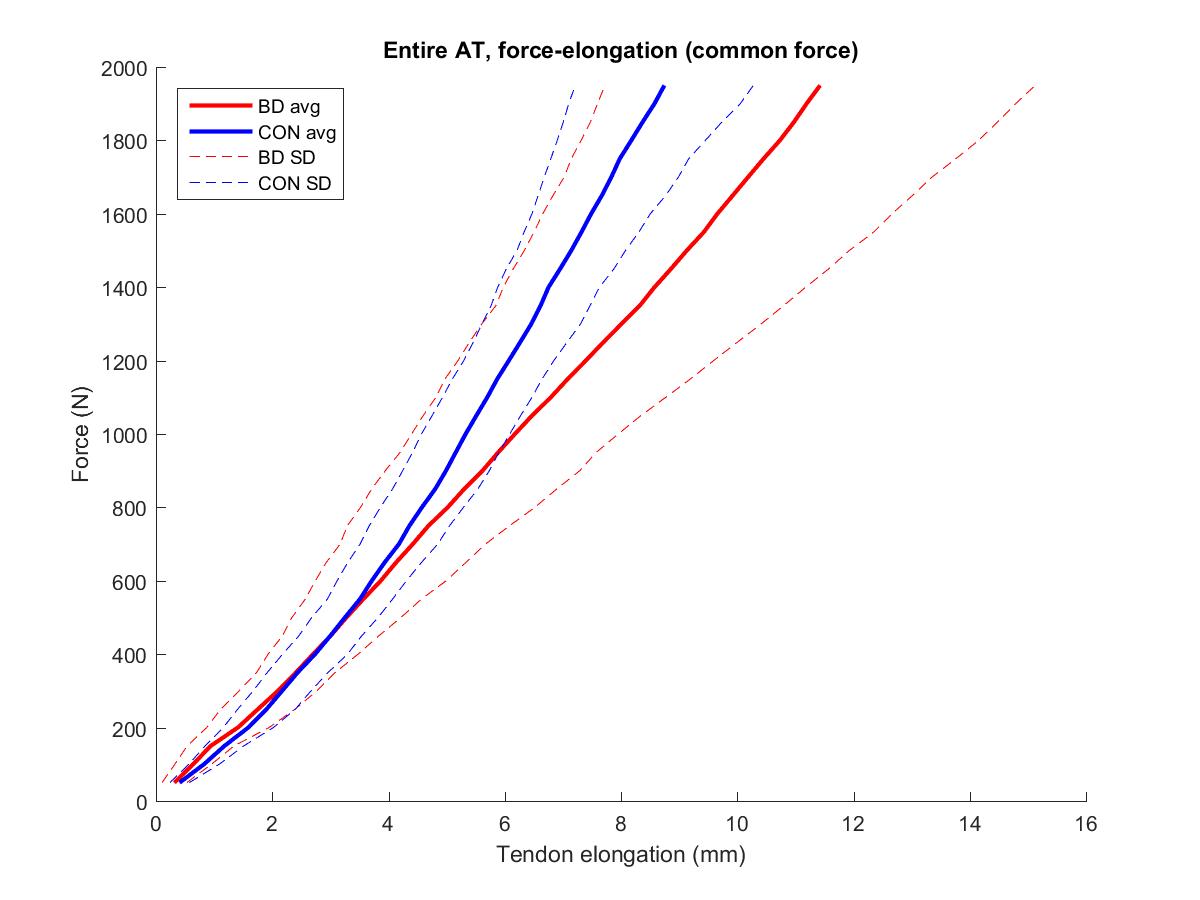 Entire AT, force-elongation (common force)
2000
1800
1600
1400
1200
1000
800
600
400
200
0
BD avg
CON avg
BD SD
CON SD
Force (N)
0 2 4 6 8 10 12 14 16
Tendon elongation (mm)